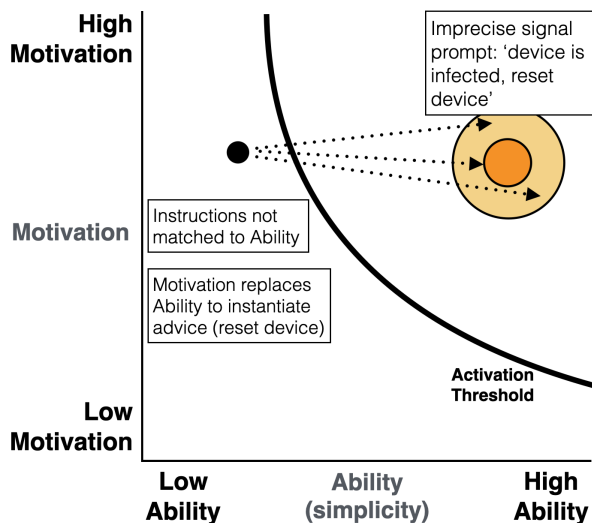 High
Motivation
Imprecise signal
prompt: ‘device is
infected, reset
device’
Motivation
Instructions not
matched to Ability
Motivation replaces
Ability to instantiate
advice (reset device)
Activation
Threshold
Low
Motivation
Low
Ability
Ability
(simplicity)
High
Ability